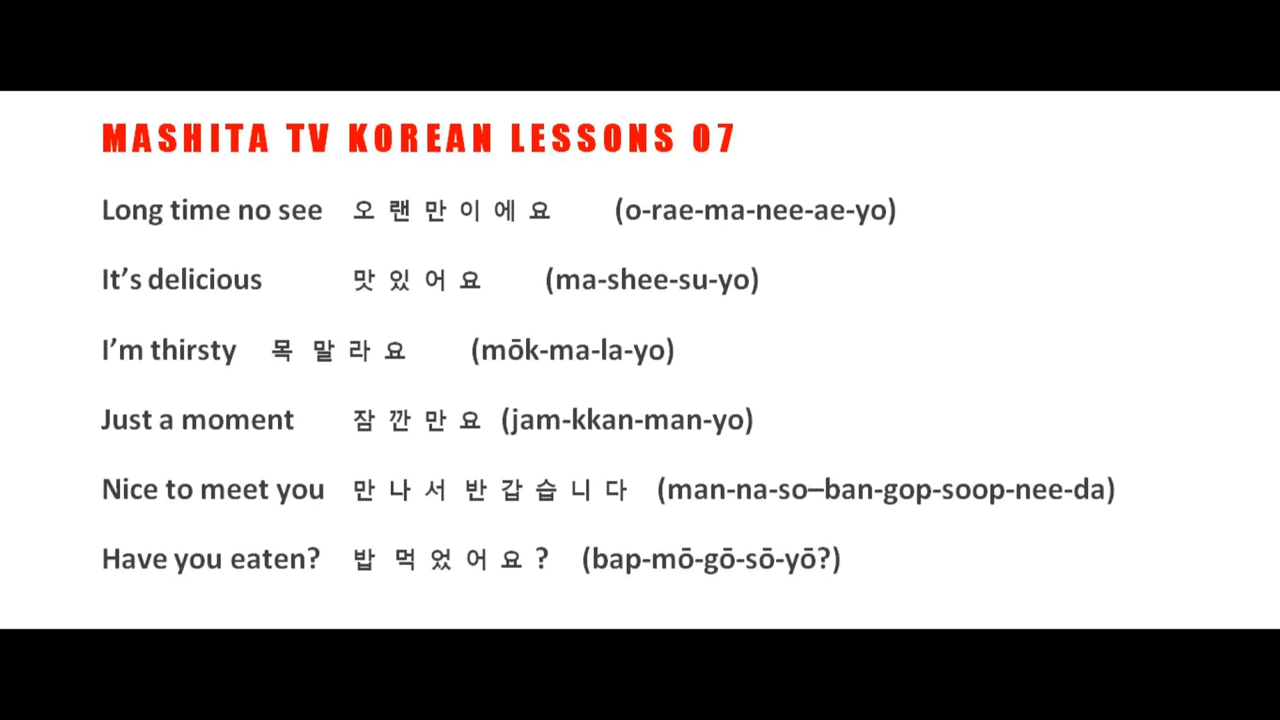 MASHITA TV KOREAN LESSONS 07
Long time no see 오 랜 만 이 에 요 (o-rae-ma-nee-ae-yo)
It’s delicious 맛 있 어 요 (ma-shee-su-yo)
I’m thirsty 목 말 라 요 (mōk-ma-la-yo)
Just a moment 잠 깐 만 요 (jam-kkan-man-yo)
Nice to meet you 만 나 서 반 갑 습 니 다 (man-na-so–ban-gop-soop-nee-da)
Have you eaten? 밥 먹 었 어 요 ? (bap-mō-gō-sō-yō?)